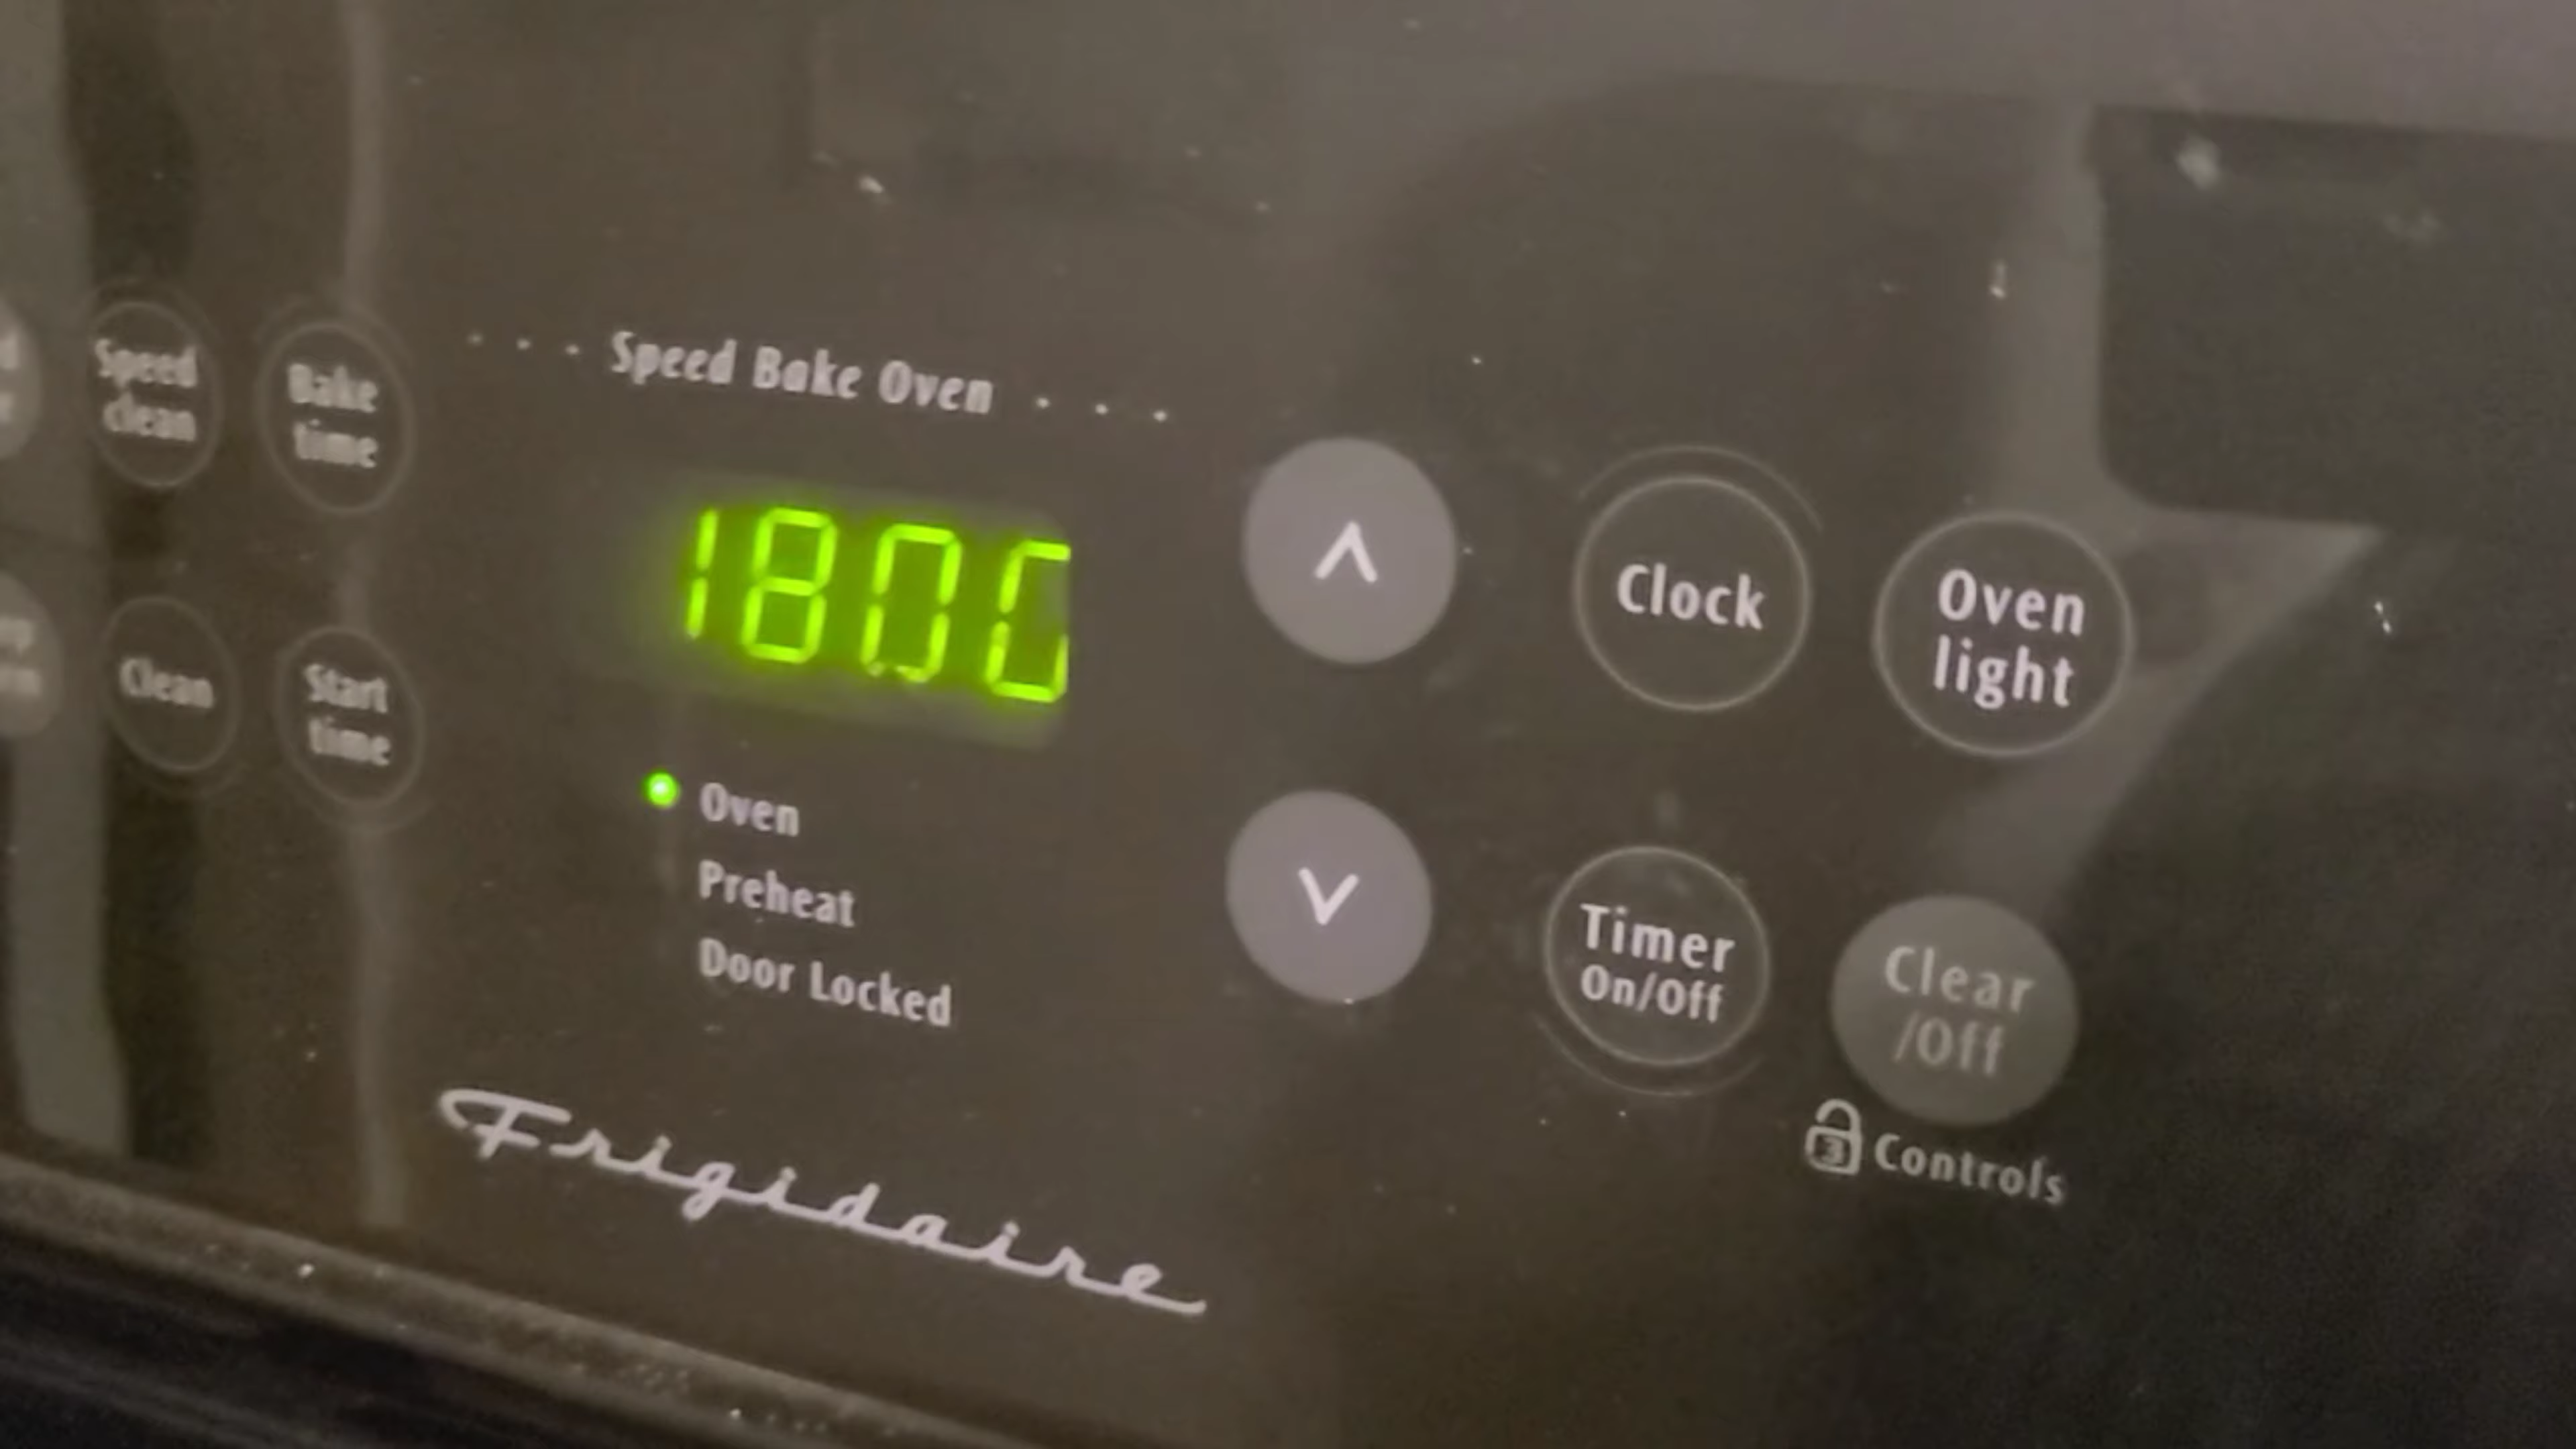 Speed Bake Oven
Speed
clean
Bake
time
180C
Clock
Oven
light
Clean
Start
time
Oven
Preheat
Door Locked
Timer
On/Off
Clear
/Off
3
Controls
Frigidaire